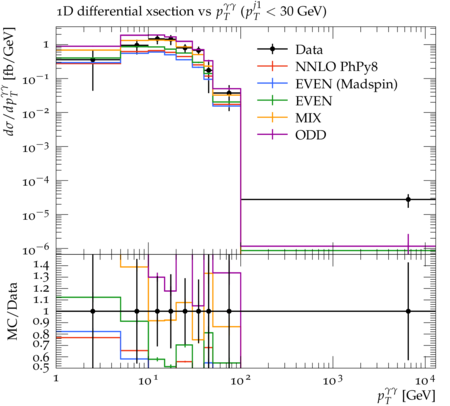 1D differential xsection vs p_T^{γγ} (p_T^{j1} < 30 GeV)
dσ/dp_T^{γγ} [fb/GeV]
Data
NNLO PhPy8
EVEN (Madspin)
EVEN
MIX
ODD
1
10^{-1}
10^{-2}
10^{-3}
10^{-4}
10^{-5}
10^{-6}
MC/Data
1.4
1.3
1.2
1.1
1
0.9
0.8
0.7
0.6
0.5
1 10^1 10^2 10^3 10^4
p_T^{γγ} [GeV]